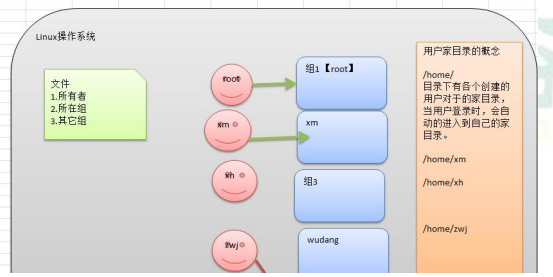 Linux操作系统
文件
1.所有者
2.所在组
3.其它组
root
xm
xh
zwj
组1【root】
xm
组3
wudang
用户家目录的概念
/home/
目录下有各个创建的
用户对于的家目录，
当用户登录时，会自
动的进入到自己的家
目录。
/home/xm
/home/xh
/home/zwj